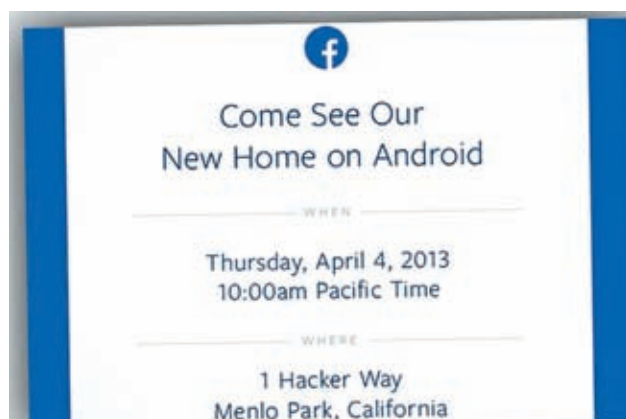 Come See Our
New Home on Android
WHEN
Thursday, April 4, 2013
10:00am Pacific Time
WHERE
1 Hacker Way
Menlo Park, California